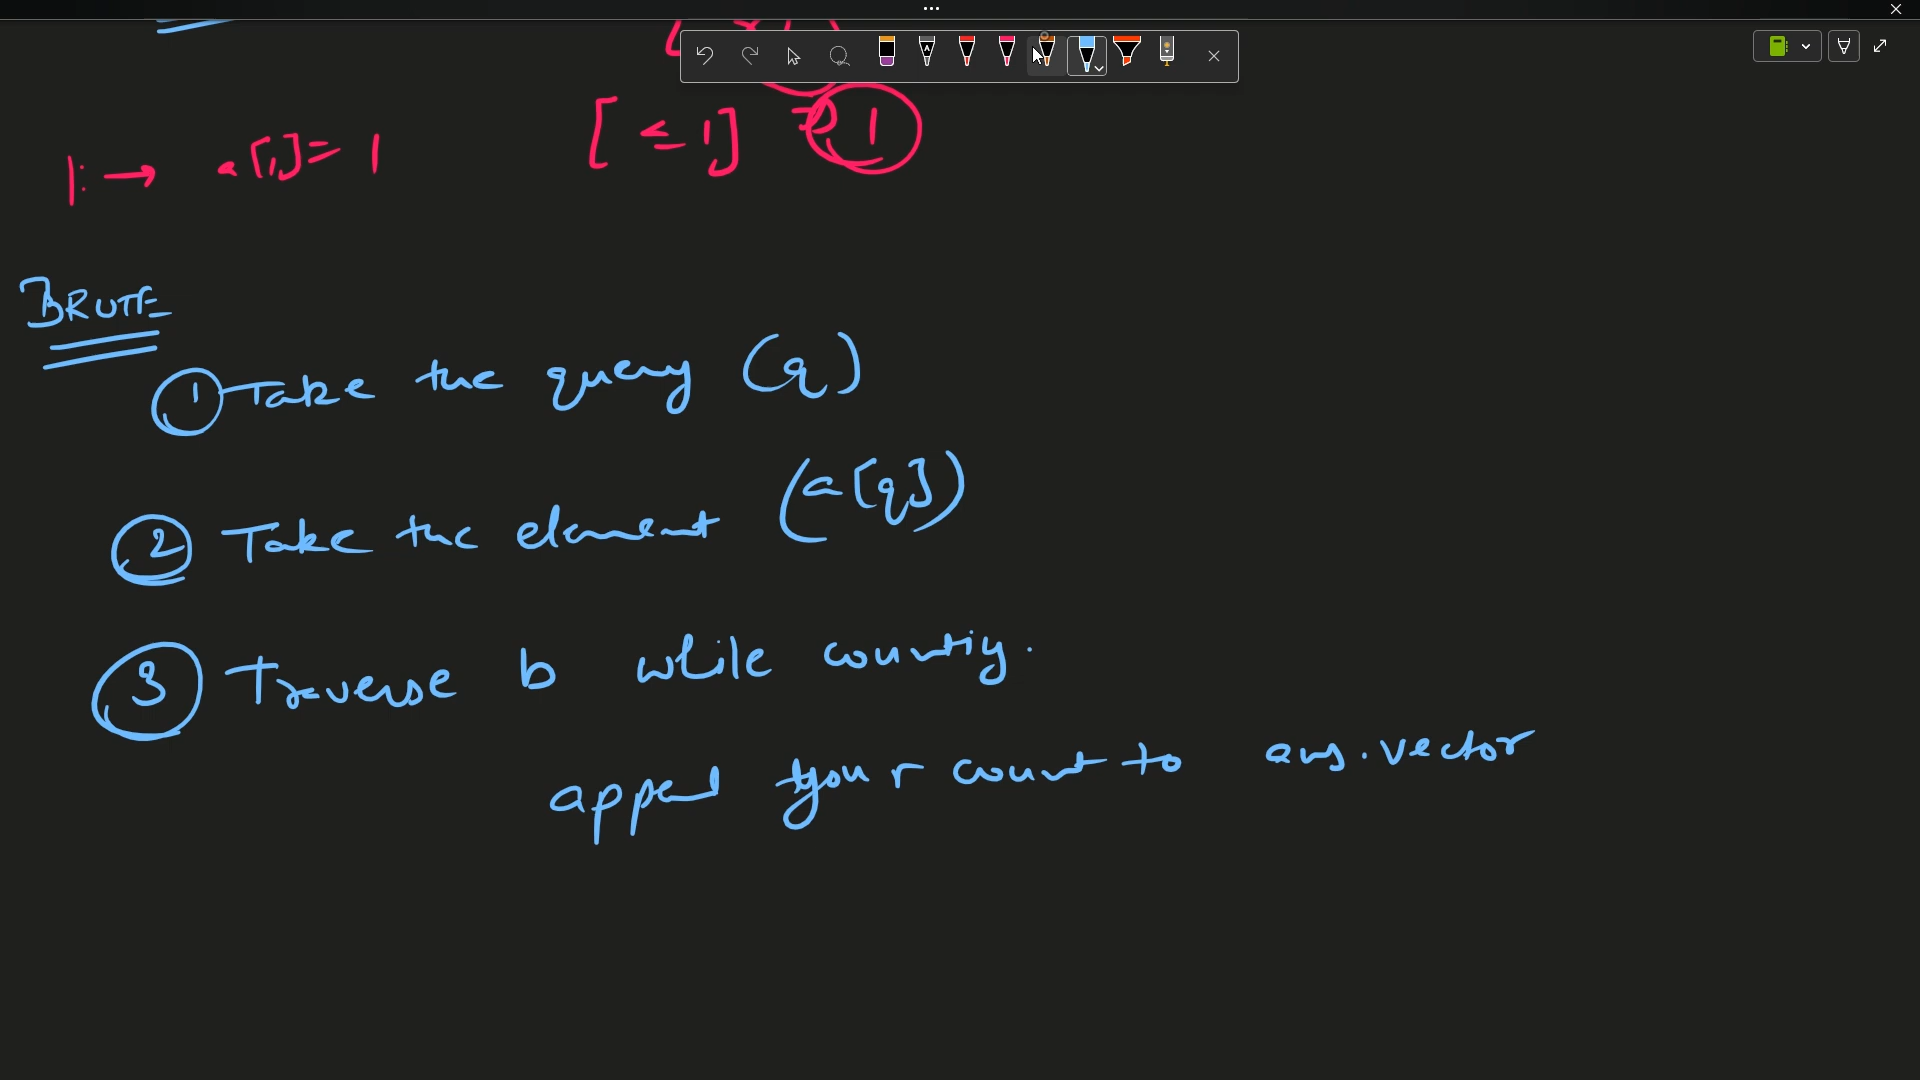 1: → a[1] = 1 [ ≤ 1] ⇒ 1
BRUTE
1 Take the query (q)
2 Take the element (a[q])
3 Traverse b while counting.
append your count to ans.vector